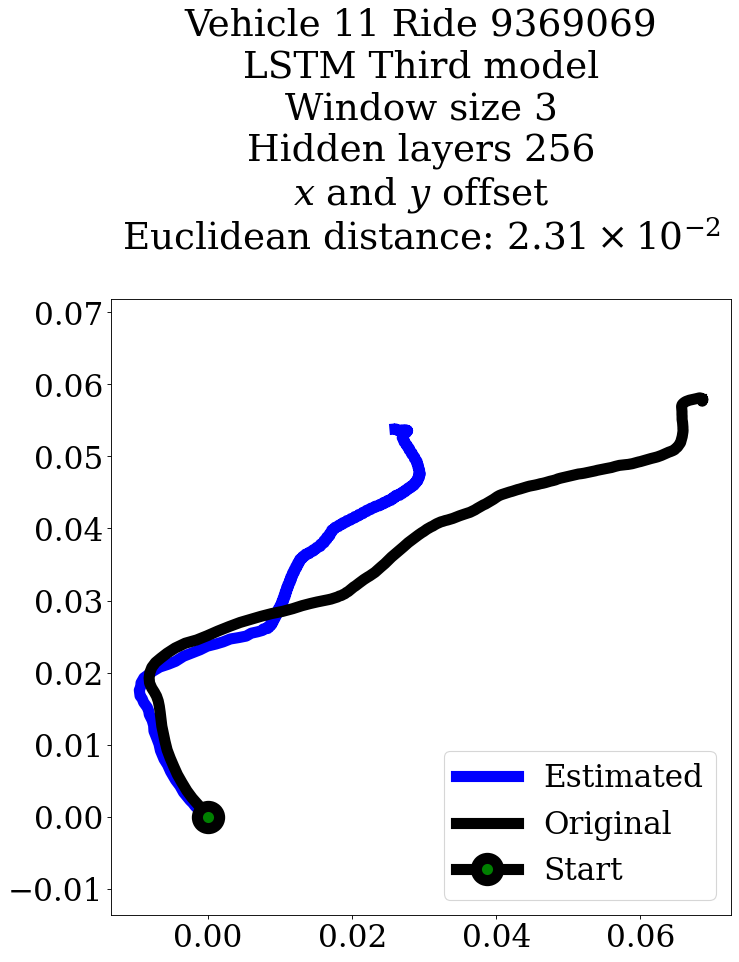 Vehicle 11 Ride 9369069
LSTM Third model
Window size 3
Hidden layers 256
x and y offset
Euclidean distance: 2.31 × 10⁻²
0.07
0.06
0.05
0.04
0.03
0.02
0.01
0.00
−0.01
Estimated
Original
Start
0.00 0.02 0.04 0.06